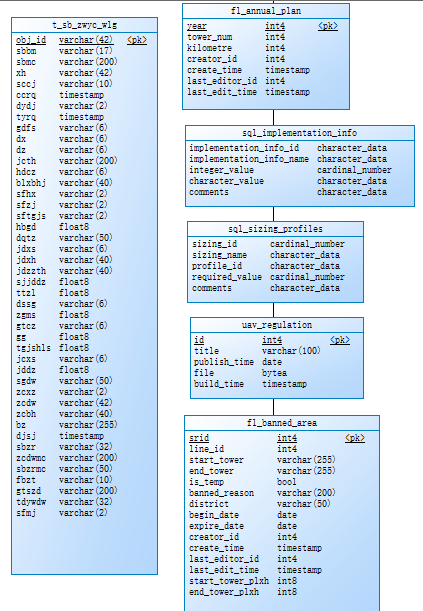 t_sb_zwyc_wlg
obj_id varchar(42) <pk>
sbbm varchar(17)
sbmc varchar(200)
xh varchar(42)
sccj varchar(10)
ccrq timestamp
dydj varchar(2)
tyrq timestamp
gdfs varchar(6)
dx varchar(6)
dz varchar(6)
jcth varchar(200)
hdcz varchar(6)
blxbhj varchar(40)
sfhx varchar(2)
sfzj varchar(2)
sftgjs varchar(2)
hbgd float8
dqtz varchar(50)
jdxs varchar(6)
jdxh varchar(40)
jdzzth varchar(40)
sjjddz float8
ttzl float8
dssg varchar(6)
zgms float8
gtcz varchar(6)
gg float8
tgjshls float8
jcxs varchar(6)
jddz float8
sgdw varchar(50)
zcxz varchar(2)
zcdw varchar(42)
zcbh varchar(40)
bz varchar(255)
djsj timestamp
sbzr varchar(32)
zcdwmc varchar(200)
sbzrmc varchar(50)
fbzt varchar(10)
gtszd varchar(200)
tdywdw varchar(32)
sfmj varchar(2)
fl_annual_plan
year int4 <pk>
tower_num int4
kilometre int4
creator_id int4
create_time timestamp
last_editor_id int4
last_edit_time timestamp
sql_implementation_info
implementation_info_id character_data
implementation_info_name character_data
integer_value cardinal_number
character_value character_data
comments character_data
sql_sizing_profiles
sizing_id cardinal_number
sizing_name character_data
profile_id character_data
required_value cardinal_number
comments character_data
uav_regulation
id int4 <pk>
title varchar(100)
publish_time date
file bytea
build_time timestamp
fl_banned_area
srid int4 <pk>
line_id int4
start_tower varchar(255)
end_tower varchar(255)
is_temp bool
banned_reason varchar(200)
district varchar(50)
begin_date date
expire_date date
creator_id int4
create_time timestamp
last_editor_id int4
last_edit_time timestamp
start_tower_plxh int8
end_tower_plxh int8